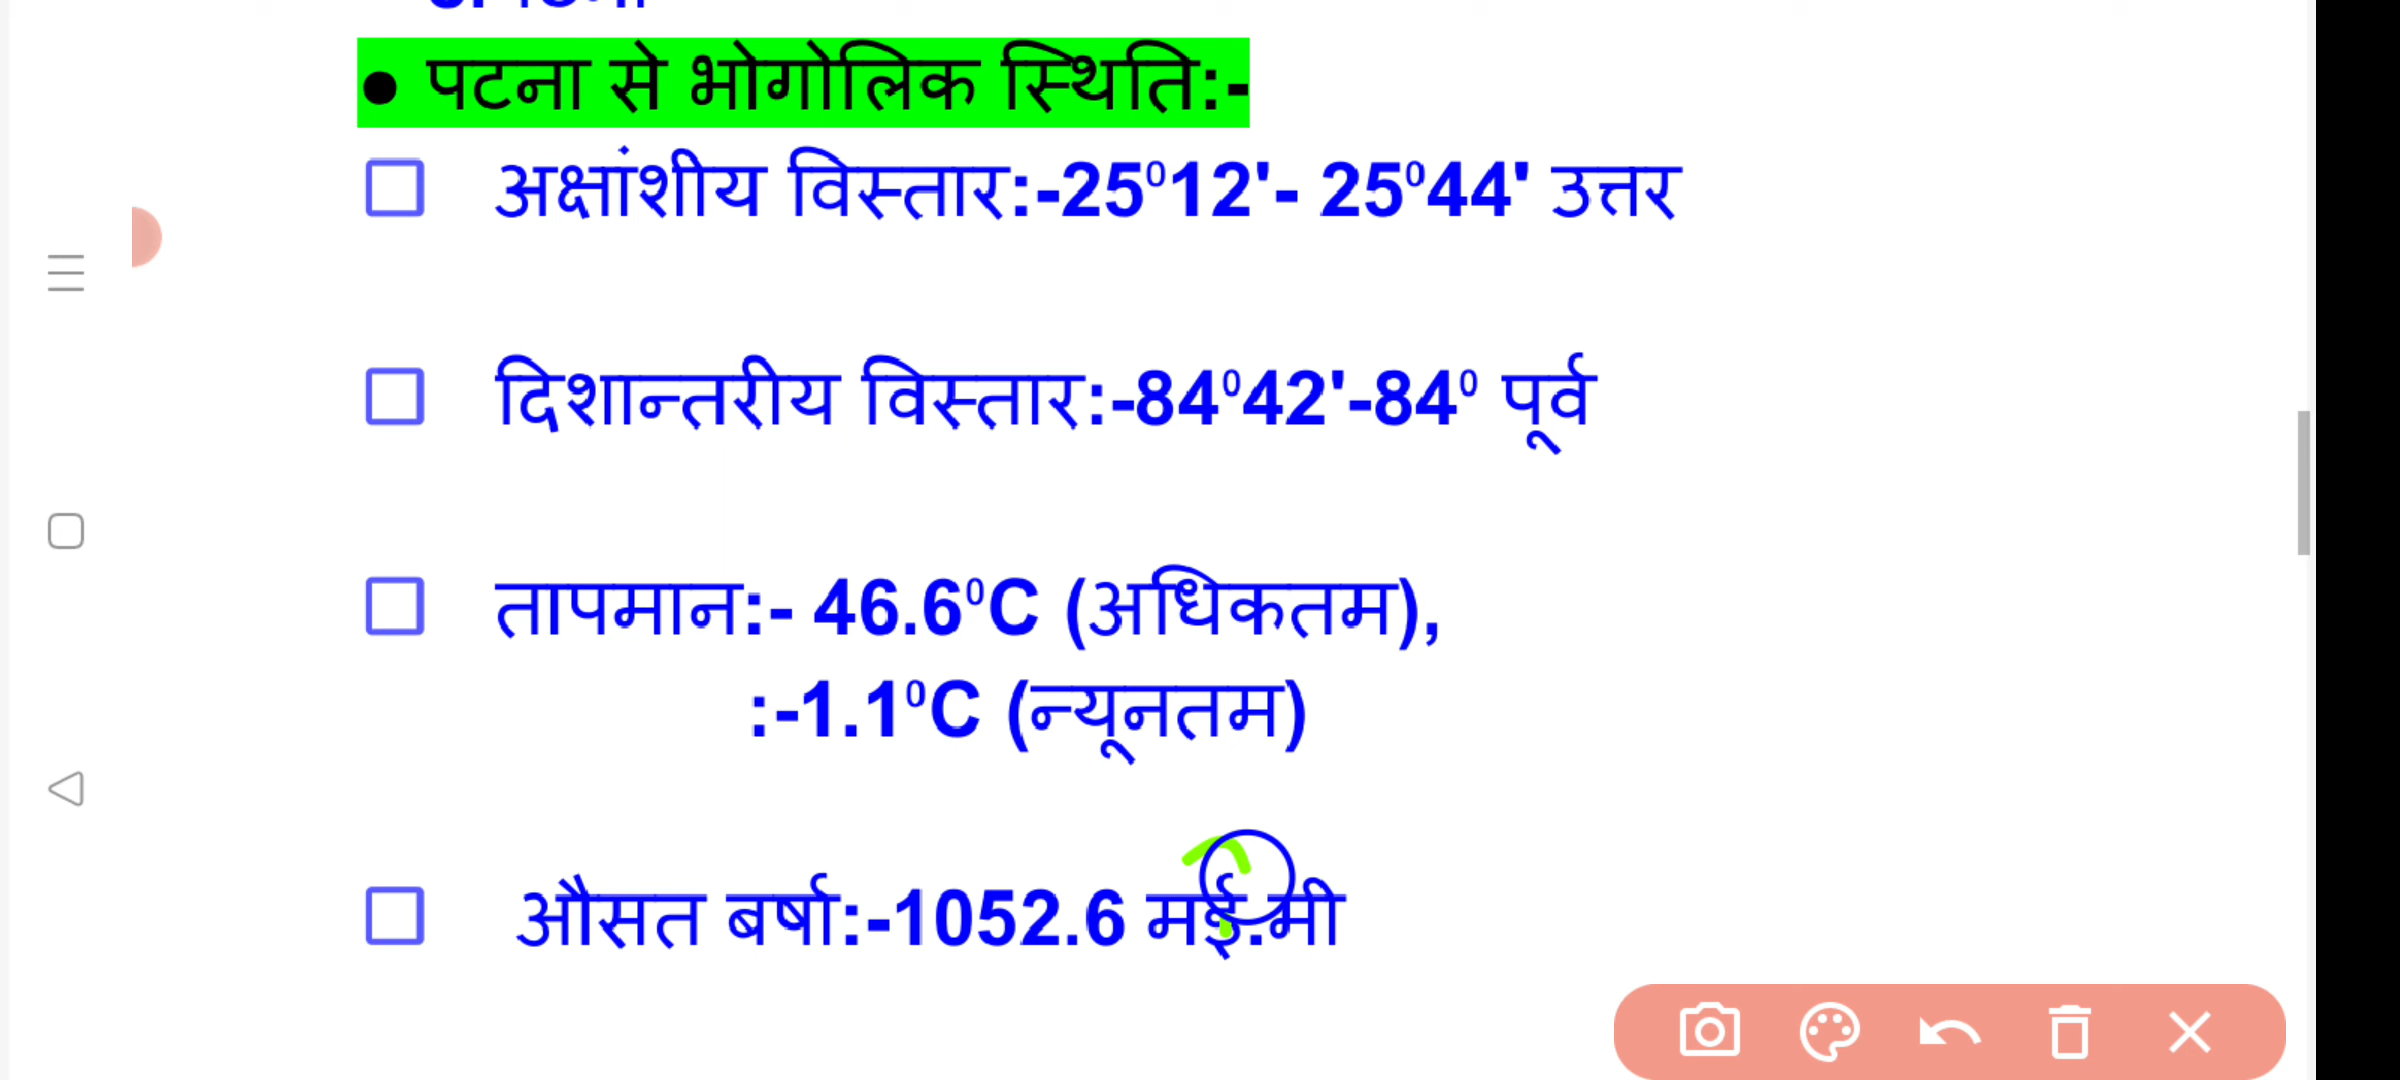 ● पटना से भोगोलिक स्थिति:-
अक्षांशीय विस्तार:-25⁰12'- 25⁰44' उत्तर
दिशान्तरीय विस्तार:-84⁰42'-84⁰ पूर्व
तापमान:- 46.6⁰C (अधिकतम),
:-1.1⁰C (न्यूनतम)
औसत बर्षा:-1052.6 मई.मी